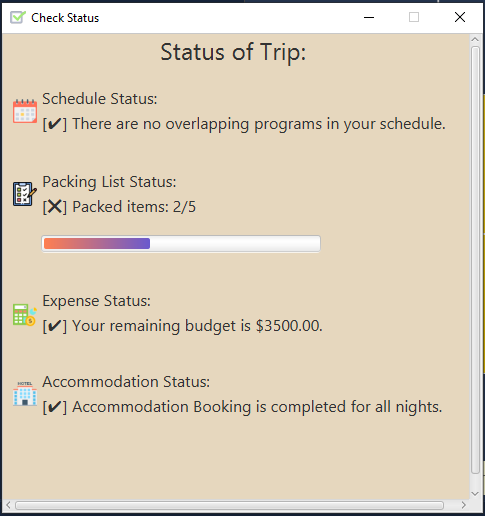 Check Status
Status of Trip:
Schedule Status:
[✔] There are no overlapping programs in your schedule.
Packing List Status:
[❌] Packed items: 2/5
Expense Status:
[✔] Your remaining budget is $3500.00.
HOTEL
Accommodation Status:
[✔] Accommodation Booking is completed for all nights.